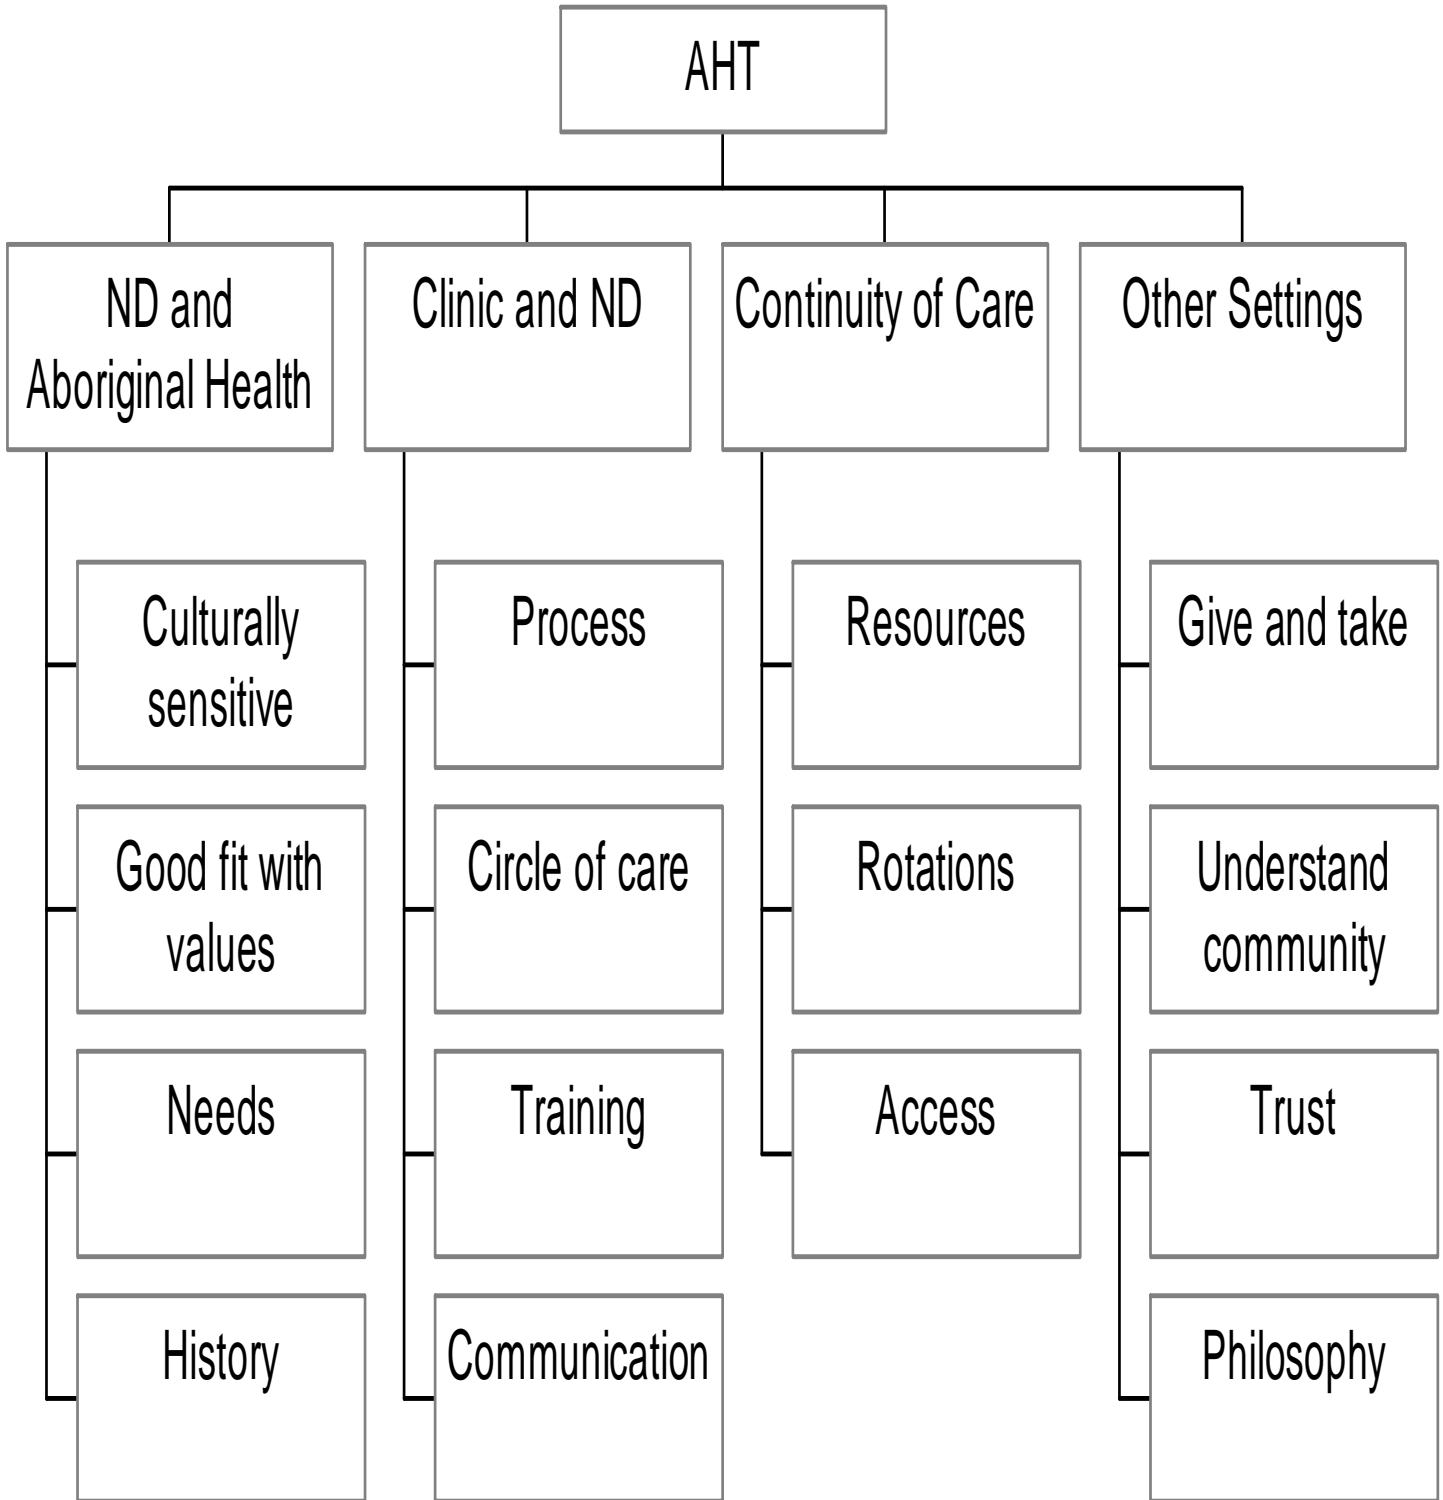 AHT
ND and
Aboriginal Health
Clinic and ND
Continuity of Care
Other Settings
Culturally
sensitive
Process
Resources
Give and take
Good fit with
values
Circle of care
Rotations
Understand
community
Needs
Training
Access
Trust
History
Communication
Philosophy